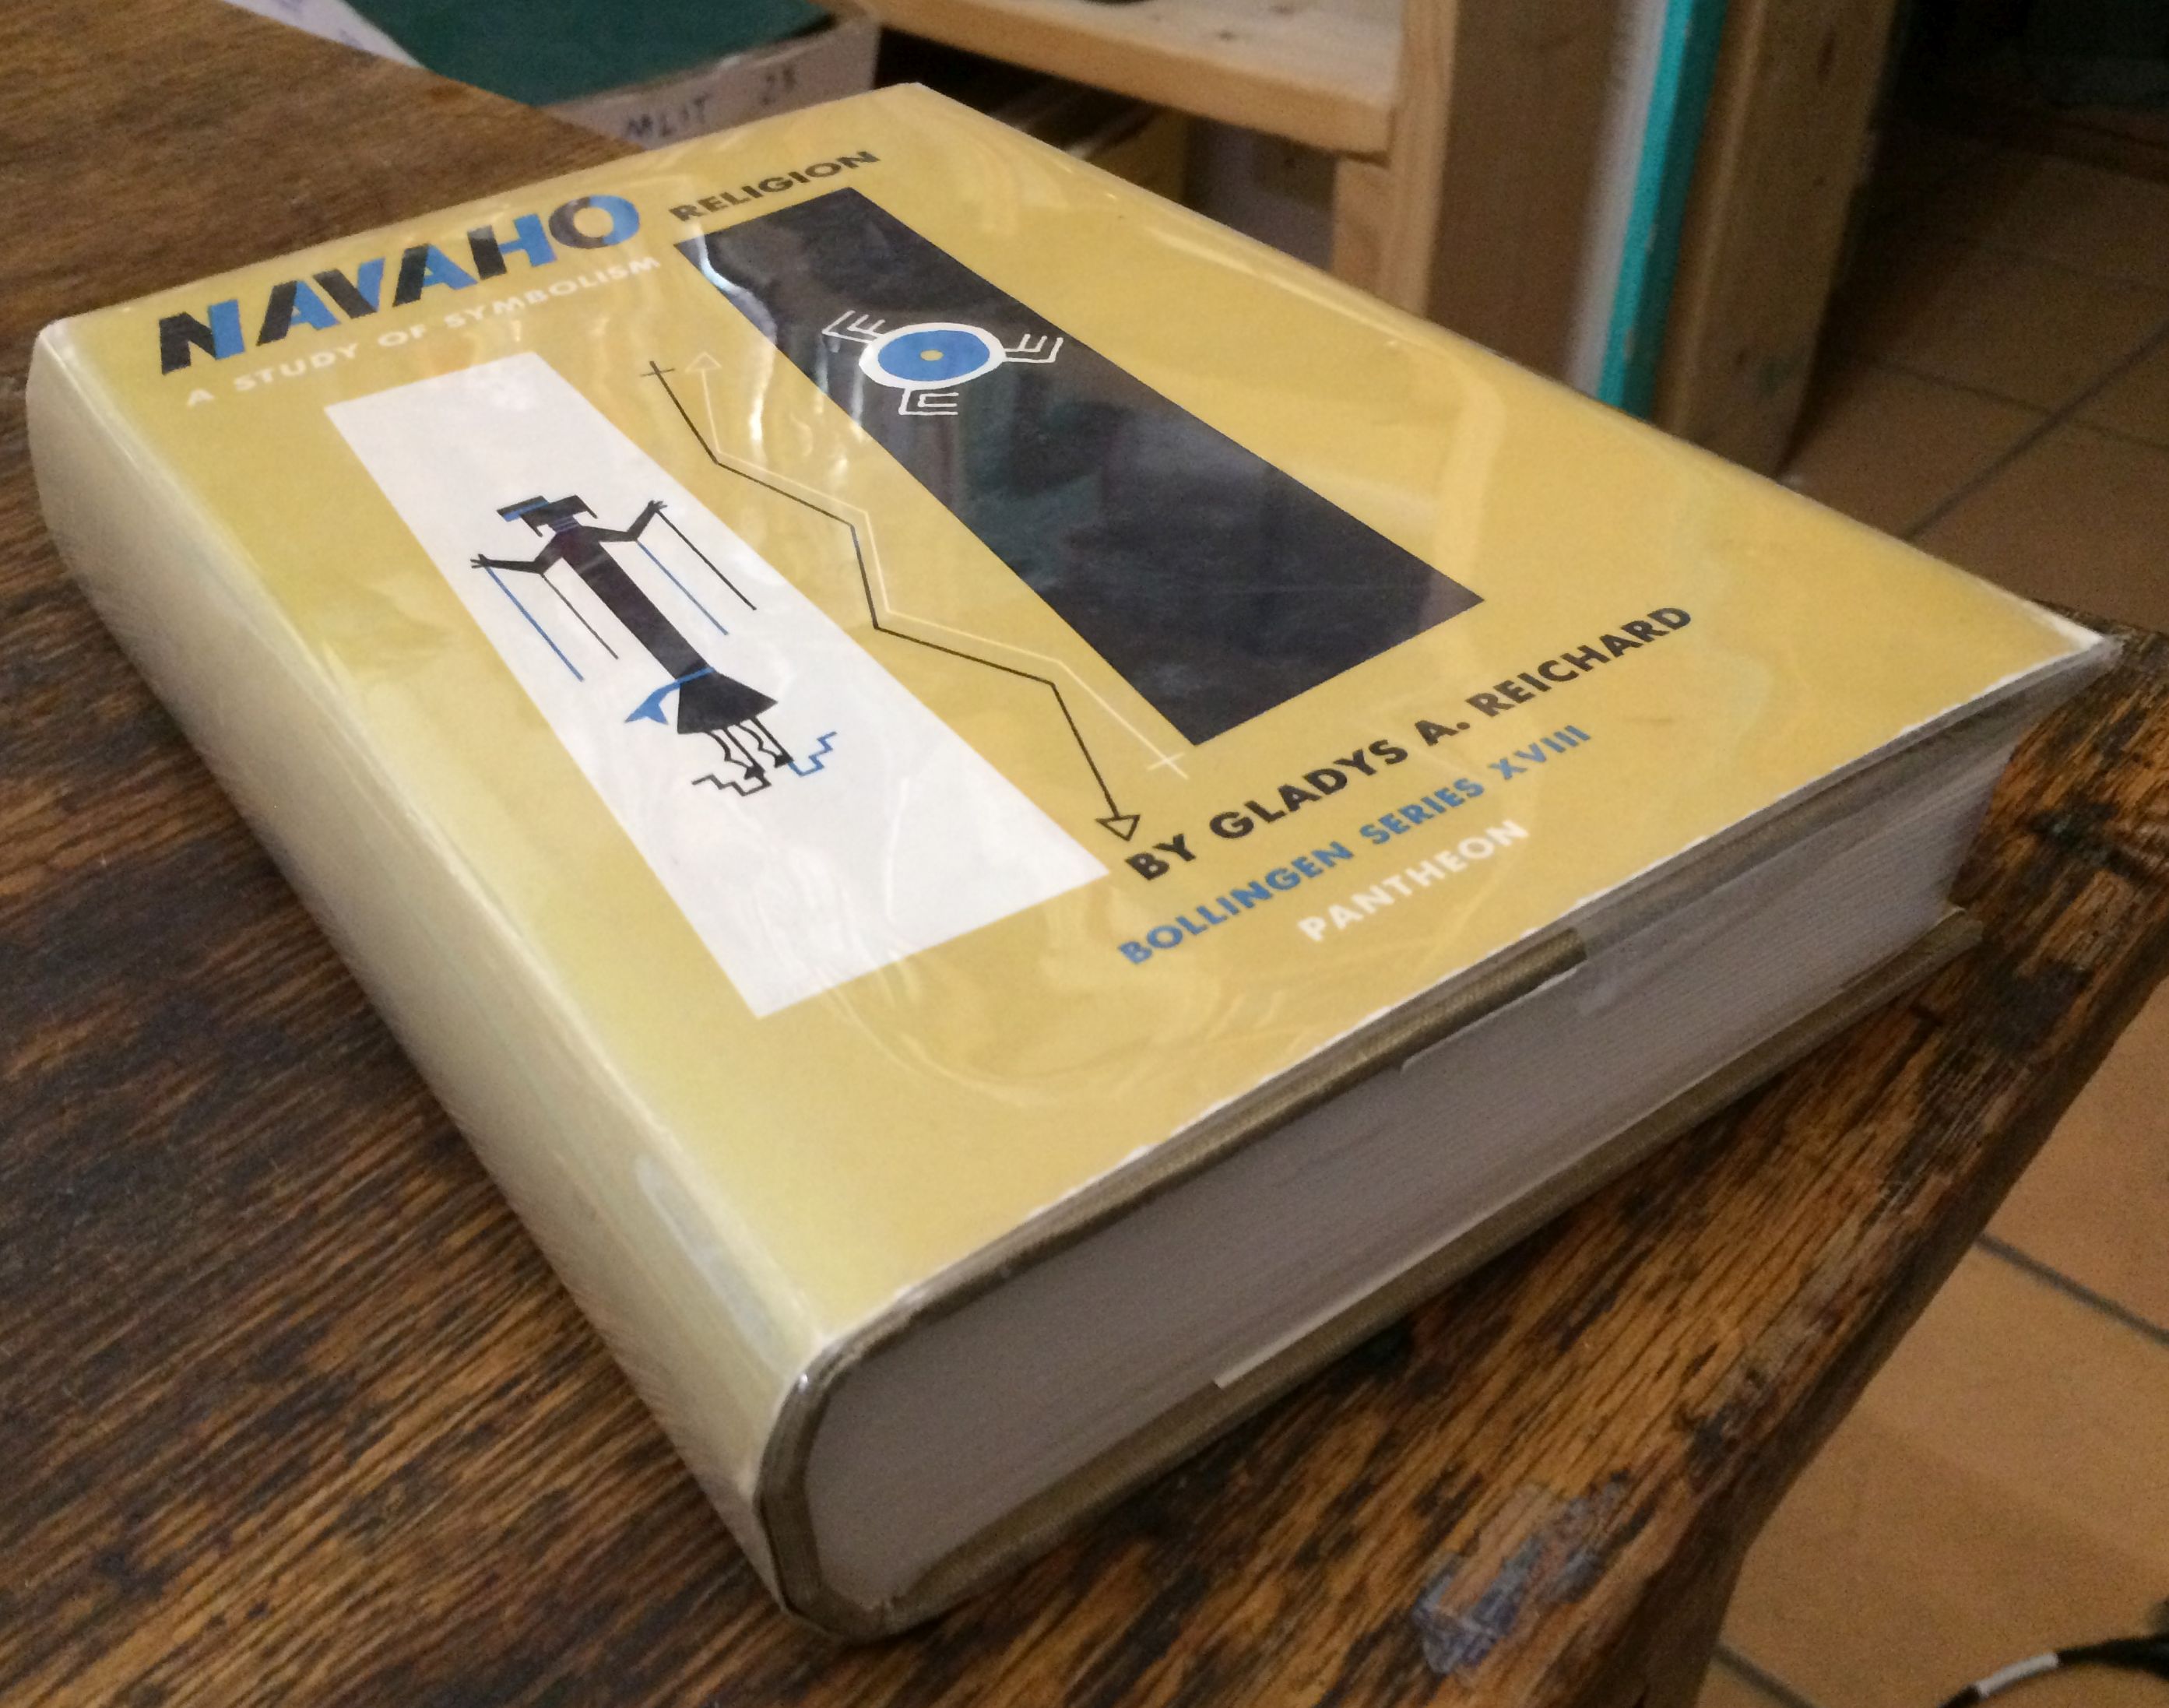 NAVAHO RELIGION
A STUDY OF SYMBOLISM
BY GLADYS A. REICHARD
BOLLINGEN SERIES XVIII
PANTHEON